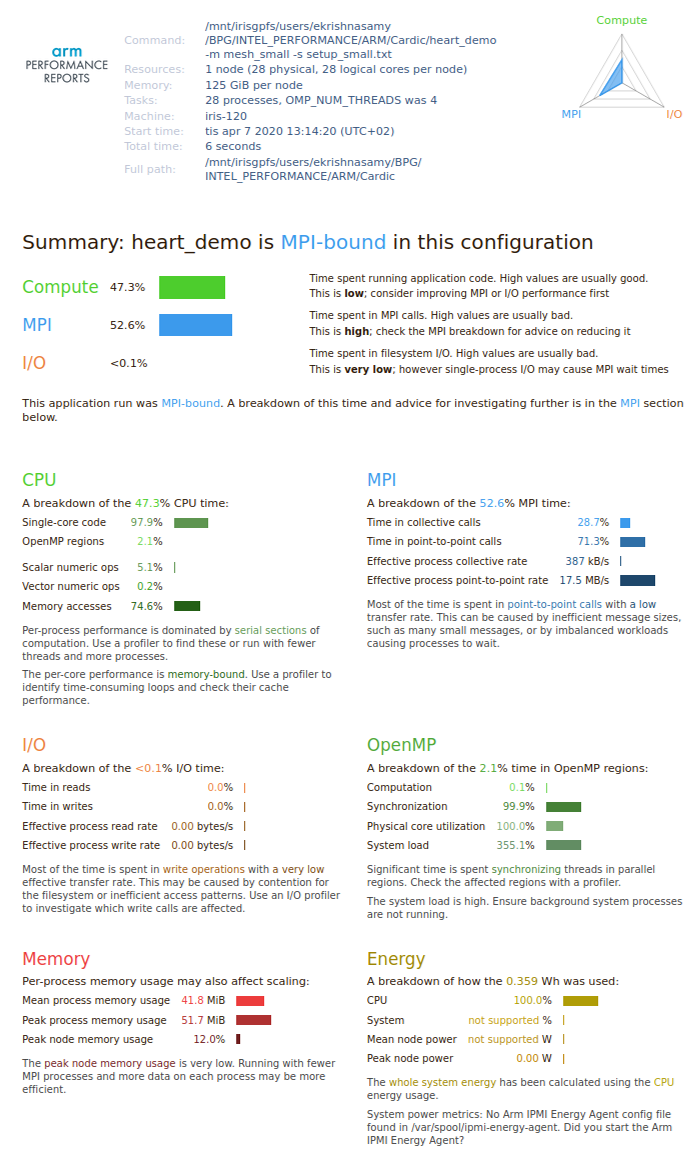 arm
PERFORMANCE
REPORTS
Command:
/mnt/irisgpfs/users/ekrishnasamy
/BPG/INTEL_PERFORMANCE/ARM/Cardic/heart_demo
-m mesh_small -s setup_small.txt
Resources: 1 node (28 physical, 28 logical cores per node)
Memory: 125 GiB per node
Tasks: 28 processes, OMP_NUM_THREADS was 4
Machine: iris-120
Start time: tis apr 7 2020 13:14:20 (UTC+02)
Total time: 6 seconds
Full path: /mnt/irisgpfs/users/ekrishnasamy/BPG/
INTEL_PERFORMANCE/ARM/Cardic
Compute
MPI
I/O
Summary: heart_demo is MPI-bound in this configuration
Compute 47.3%
Time spent running application code. High values are usually good.
This is low; consider improving MPI or I/O performance first
MPI 52.6%
Time spent in MPI calls. High values are usually bad.
This is high; check the MPI breakdown for advice on reducing it
I/O <0.1%
Time spent in filesystem I/O. High values are usually bad.
This is very low; however single-process I/O may cause MPI wait times
This application run was MPI-bound. A breakdown of this time and advice for investigating further is in the MPI section
below.
CPU
A breakdown of the 47.3% CPU time:
Single-core code 97.9%
OpenMP regions 2.1%
Scalar numeric ops 5.1%
Vector numeric ops 0.2%
Memory accesses 74.6%
Per-process performance is dominated by serial sections of
computation. Use a profiler to find these or run with fewer
threads and more processes.
The per-core performance is memory-bound. Use a profiler to
identify time-consuming loops and check their cache
performance.
MPI
A breakdown of the 52.6% MPI time:
Time in collective calls 28.7%
Time in point-to-point calls 71.3%
Effective process collective rate 387 kB/s
Effective process point-to-point rate 17.5 MB/s
Most of the time is spent in point-to-point calls with a low
transfer rate. This can be caused by inefficient message sizes,
such as many small messages, or by imbalanced workloads
causing processes to wait.
I/O
A breakdown of the <0.1% I/O time:
Time in reads 0.0%
Time in writes 0.0%
Effective process read rate 0.00 bytes/s
Effective process write rate 0.00 bytes/s
Most of the time is spent in write operations with a very low
effective transfer rate. This may be caused by contention for
the filesystem or inefficient access patterns. Use an I/O profiler
to investigate which write calls are affected.
OpenMP
A breakdown of the 2.1% time in OpenMP regions:
Computation 0.1%
Synchronization 99.9%
Physical core utilization 100.0%
System load 355.1%
Significant time is spent synchronizing threads in parallel
regions. Check the affected regions with a profiler.
The system load is high. Ensure background system processes
are not running.
Memory
Per-process memory usage may also affect scaling:
Mean process memory usage 41.8 MiB
Peak process memory usage 51.7 MiB
Peak node memory usage 12.0%
The peak node memory usage is very low. Running with fewer
MPI processes and more data on each process may be more
efficient.
Energy
A breakdown of how the 0.359 Wh was used:
CPU 100.0%
System not supported %
Mean node power not supported W
Peak node power 0.00 W
The whole system energy has been calculated using the CPU
energy usage.
System power metrics: No Arm IPMI Energy Agent config file
found in /var/spool/ipmi-energy-agent. Did you start the Arm
IPMI Energy Agent?